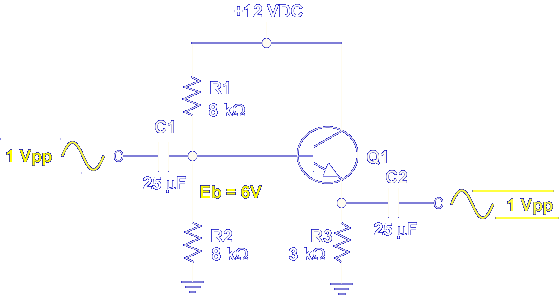 +12 VDC
R1
8 kΩ
C1
Q1
1 Vpp
25 µF
Eb = 6V
C2
1 Vpp
25 µF
R2
8 kΩ
R3
3 kΩ